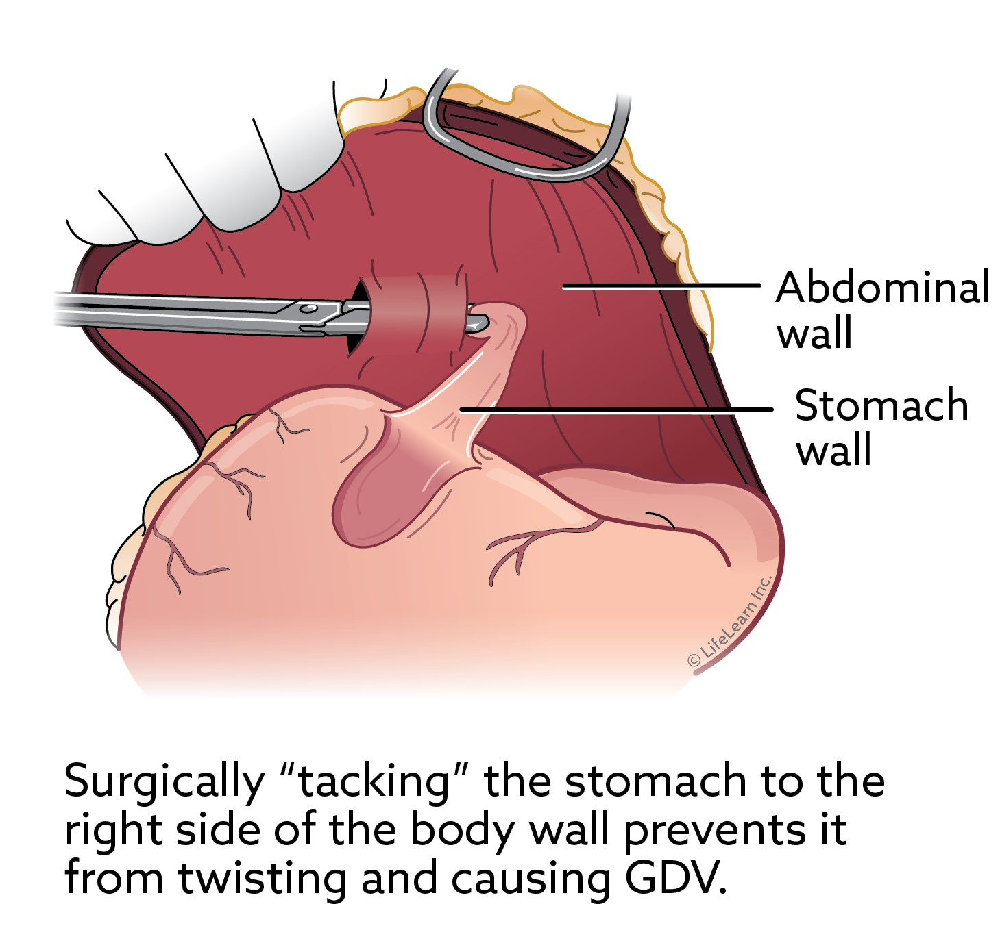 Abdominal
wall
Stomach
wall
© LifeLearn Inc.
Surgically “tacking” the stomach to the
right side of the body wall prevents it
from twisting and causing GDV.